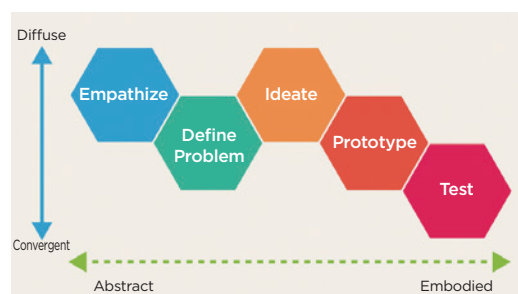 Diffuse
Empathize
Ideate
Define
Problem
Prototype
Test
Convergent
Abstract
Embodied